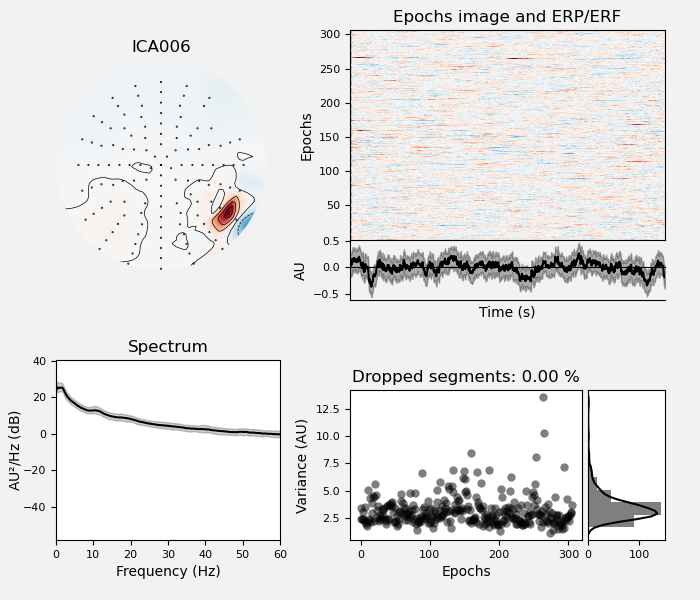 ICA006
Epochs image and ERP/ERF
Epochs
300
250
200
150
100
50
AU
0.5
0.0
−0.5
Time (s)
Spectrum
AU²/Hz (dB)
40
20
0
−20
−40
0 10 20 30 40 50 60
Frequency (Hz)
Dropped segments: 0.00 %
Variance (AU)
12.5
10.0
7.5
5.0
2.5
0 100 200 300
Epochs
0 100